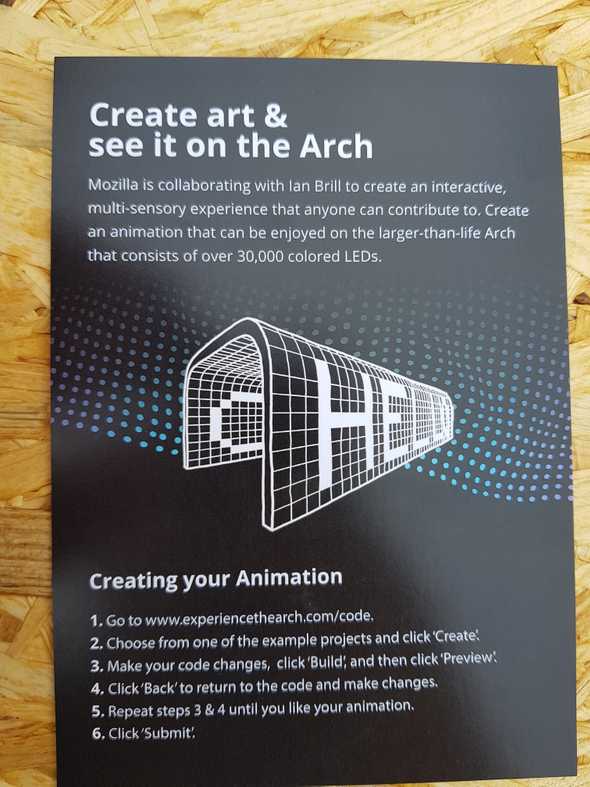 Create art &
see it on the Arch
Mozilla is collaborating with Ian Brill to create an interactive,
multi-sensory experience that anyone can contribute to. Create
an animation that can be enjoyed on the larger-than-life Arch
that consists of over 30,000 colored LEDs.
HELLO
Creating your Animation
1. Go to www.experiencethearch.com/code.
2. Choose from one of the example projects and click ‘Create’.
3. Make your code changes, click ‘Build’, and then click ‘Preview’.
4. Click ‘Back’ to return to the code and make changes.
5. Repeat steps 3 & 4 until you like your animation.
6. Click ‘Submit’.